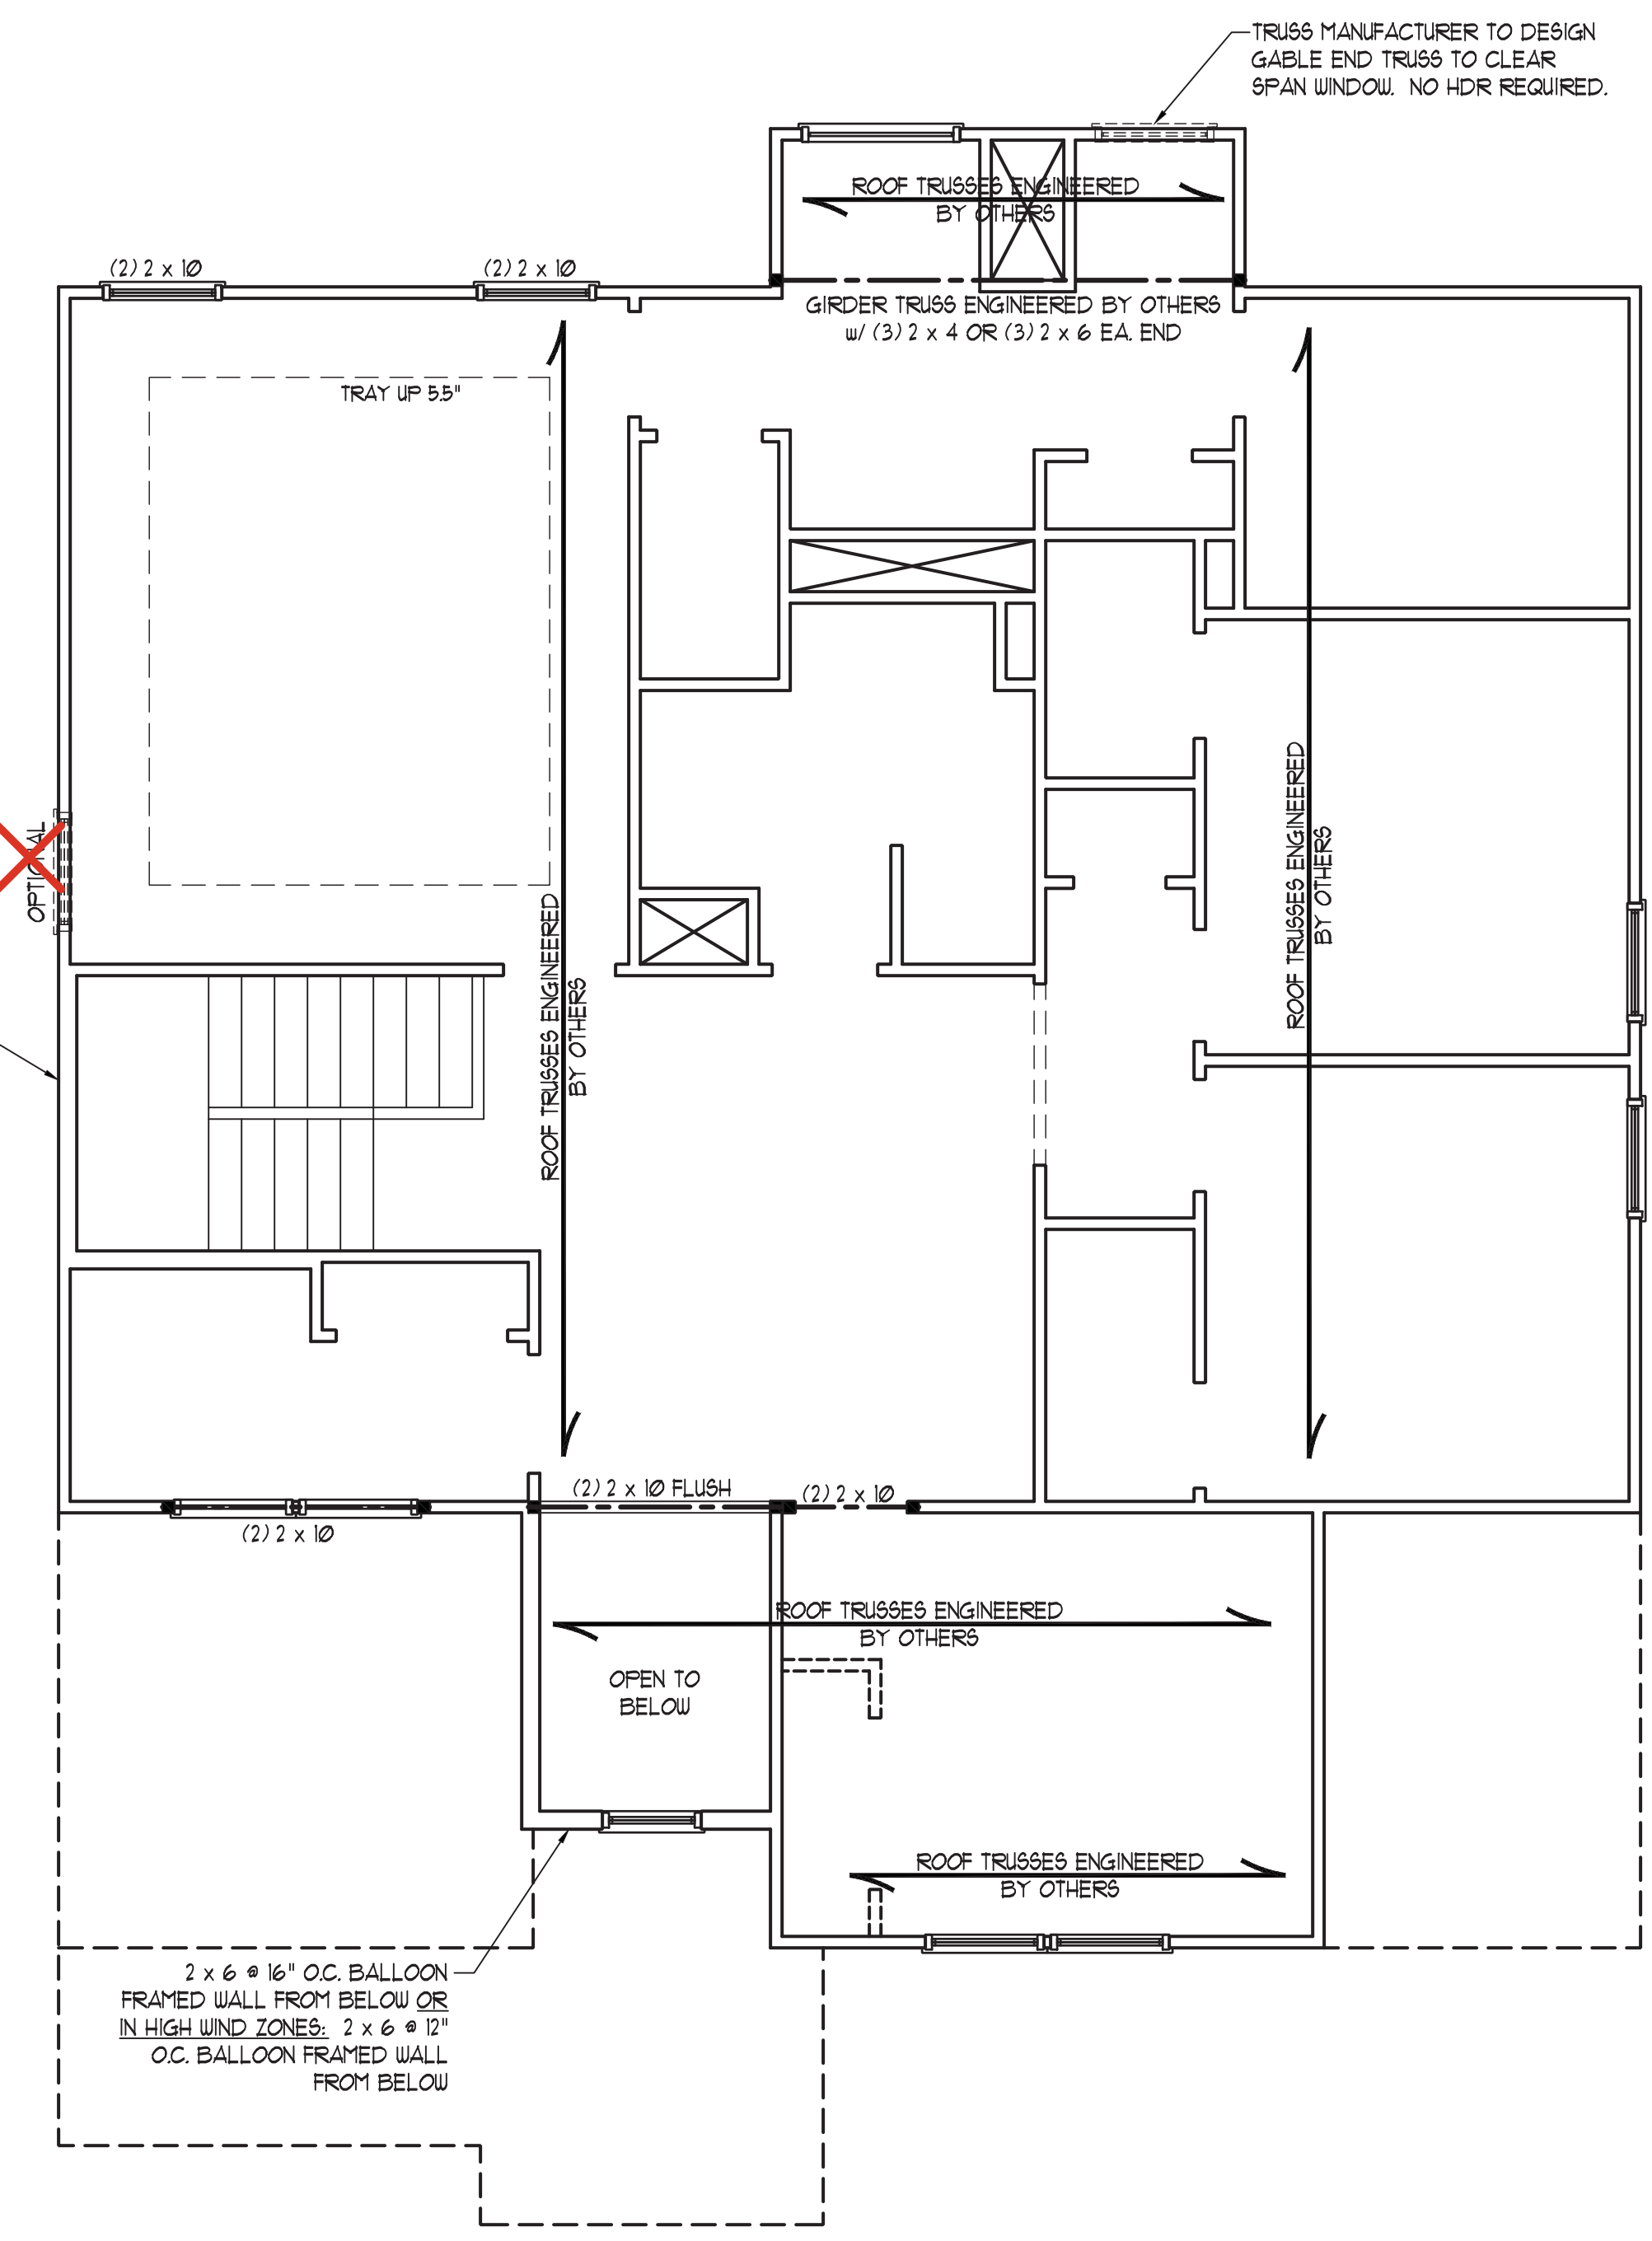 TRUSS MANUFACTURER TO DESIGN
GABLE END TRUSS TO CLEAR
SPAN WINDOW. NO HDR REQUIRED.
ROOF TRUSSES ENGINEERED
BY OTHERS
(2) 2 x 10
(2) 2 x 10
GIRDER TRUSS ENGINEERED BY OTHERS
w/ (3) 2 x 4 OR (3) 2 x 6 EA. END
TRAY UP 5.5"
OPTIONAL
ROOF TRUSSES ENGINEERED
BY OTHERS
ROOF TRUSSES ENGINEERED
BY OTHERS
(2) 2 x 10 FLUSH
(2) 2 x 10
(2) 2 x 10
ROOF TRUSSES ENGINEERED
BY OTHERS
OPEN TO
BELOW
ROOF TRUSSES ENGINEERED
BY OTHERS
2 x 6 @ 16" O.C. BALLOON
FRAMED WALL FROM BELOW OR
IN HIGH WIND ZONES: 2 x 6 @ 12"
O.C. BALLOON FRAMED WALL
FROM BELOW